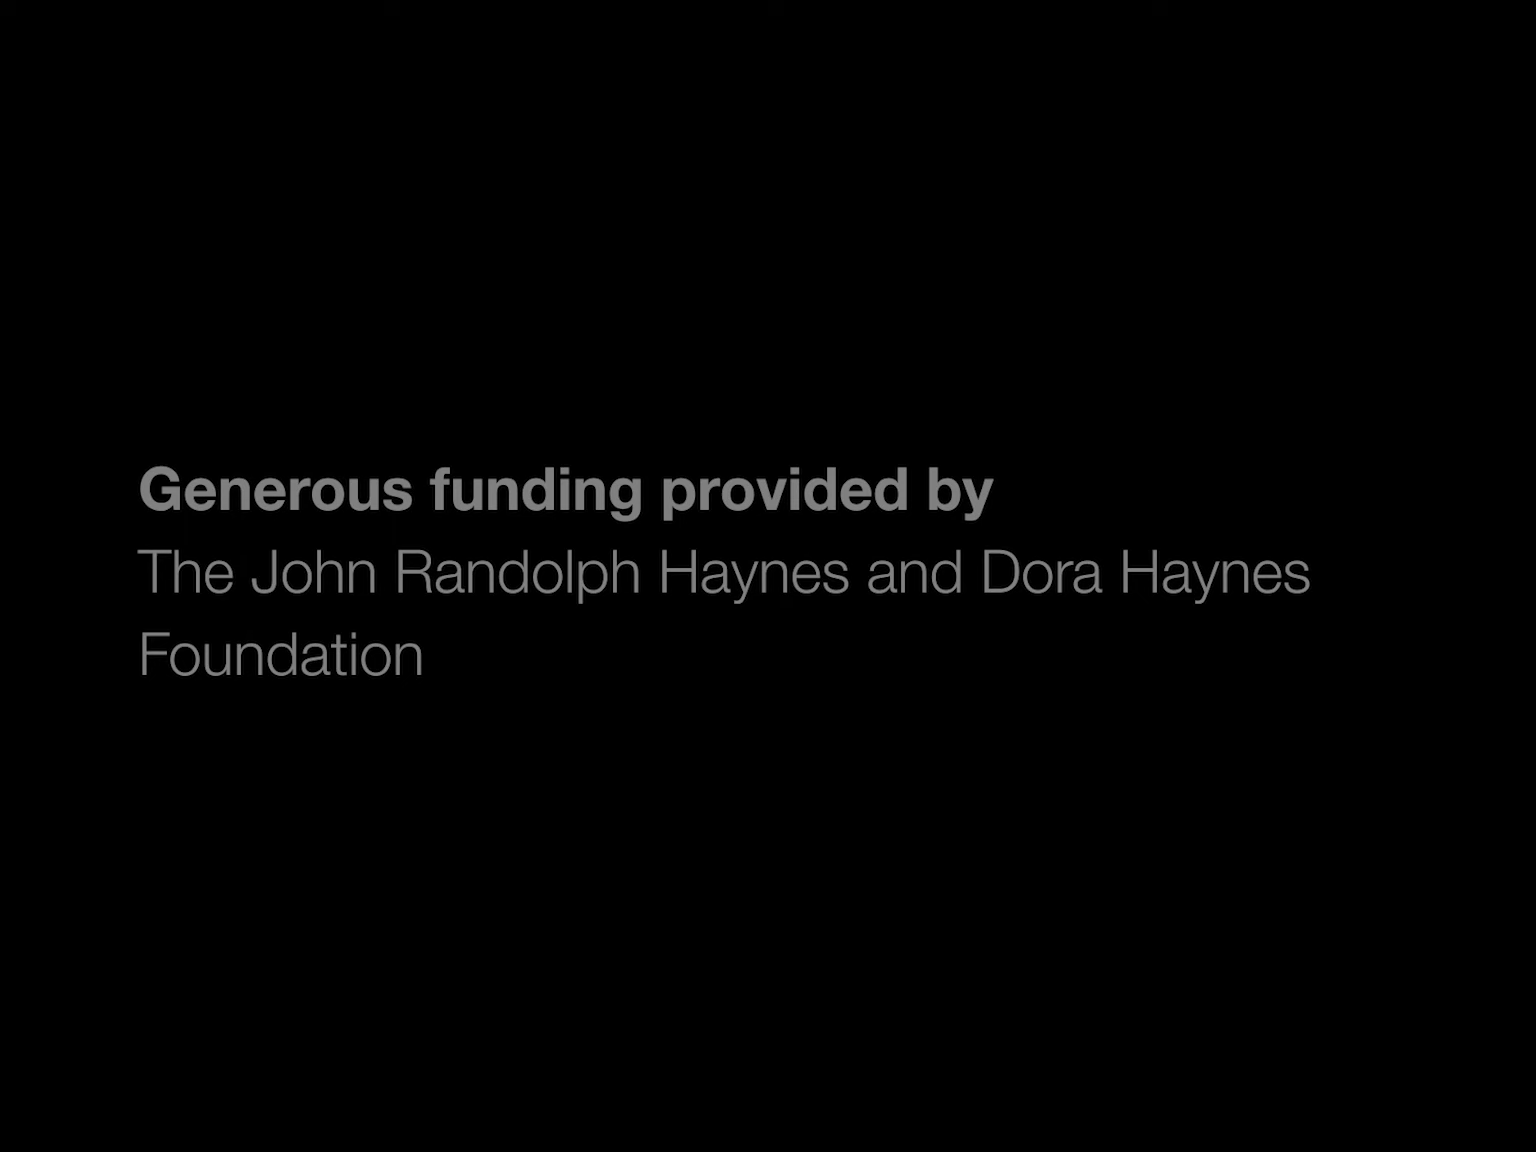 Generous funding provided by
The John Randolph Haynes and Dora Haynes
Foundation